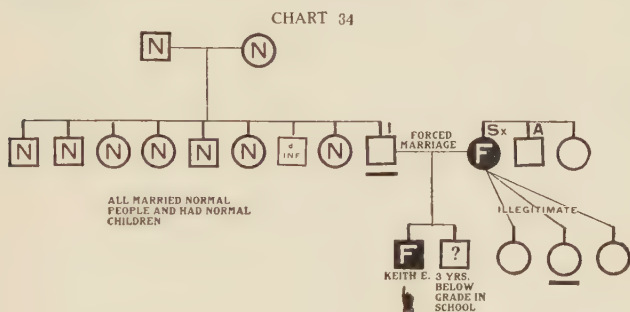 CHART 34
N N
N N N N N N d INF N I FORCED MARRIAGE F Sx A
ALL MARRIED NORMAL
PEOPLE AND HAD NORMAL
CHILDREN
ILLEGITIMATE
F ?
KEITH E. 3 YRS.
BELOW
GRADE IN
SCHOOL